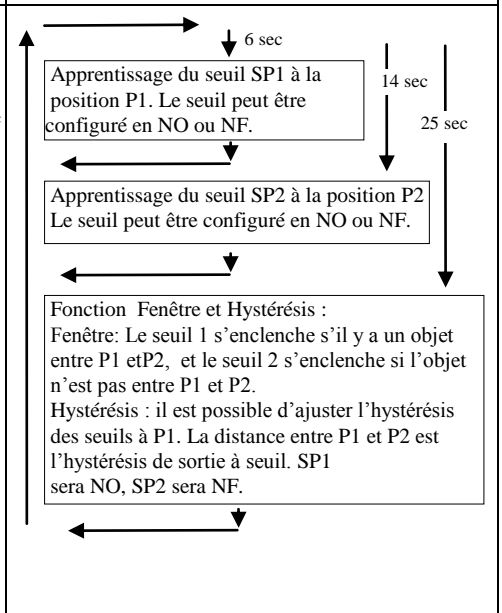 6 sec
Apprentissage du seuil SP1 à la
position P1. Le seuil peut être
configuré en NO ou NF.
14 sec
25 sec
Apprentissage du seuil SP2 à la position P2
Le seuil peut être configuré en NO ou NF.
Fonction Fenêtre et Hystérésis :
Fenêtre: Le seuil 1 s’enclenche s’il y a un objet
entre P1 etP2, et le seuil 2 s’enclenche si l’objet
n’est pas entre P1 et P2.
Hystérésis : il est possible d’ajuster l’hystérésis
des seuils à P1. La distance entre P1 et P2 est
l’hystérésis de sortie à seuil. SP1
sera NO, SP2 sera NF.